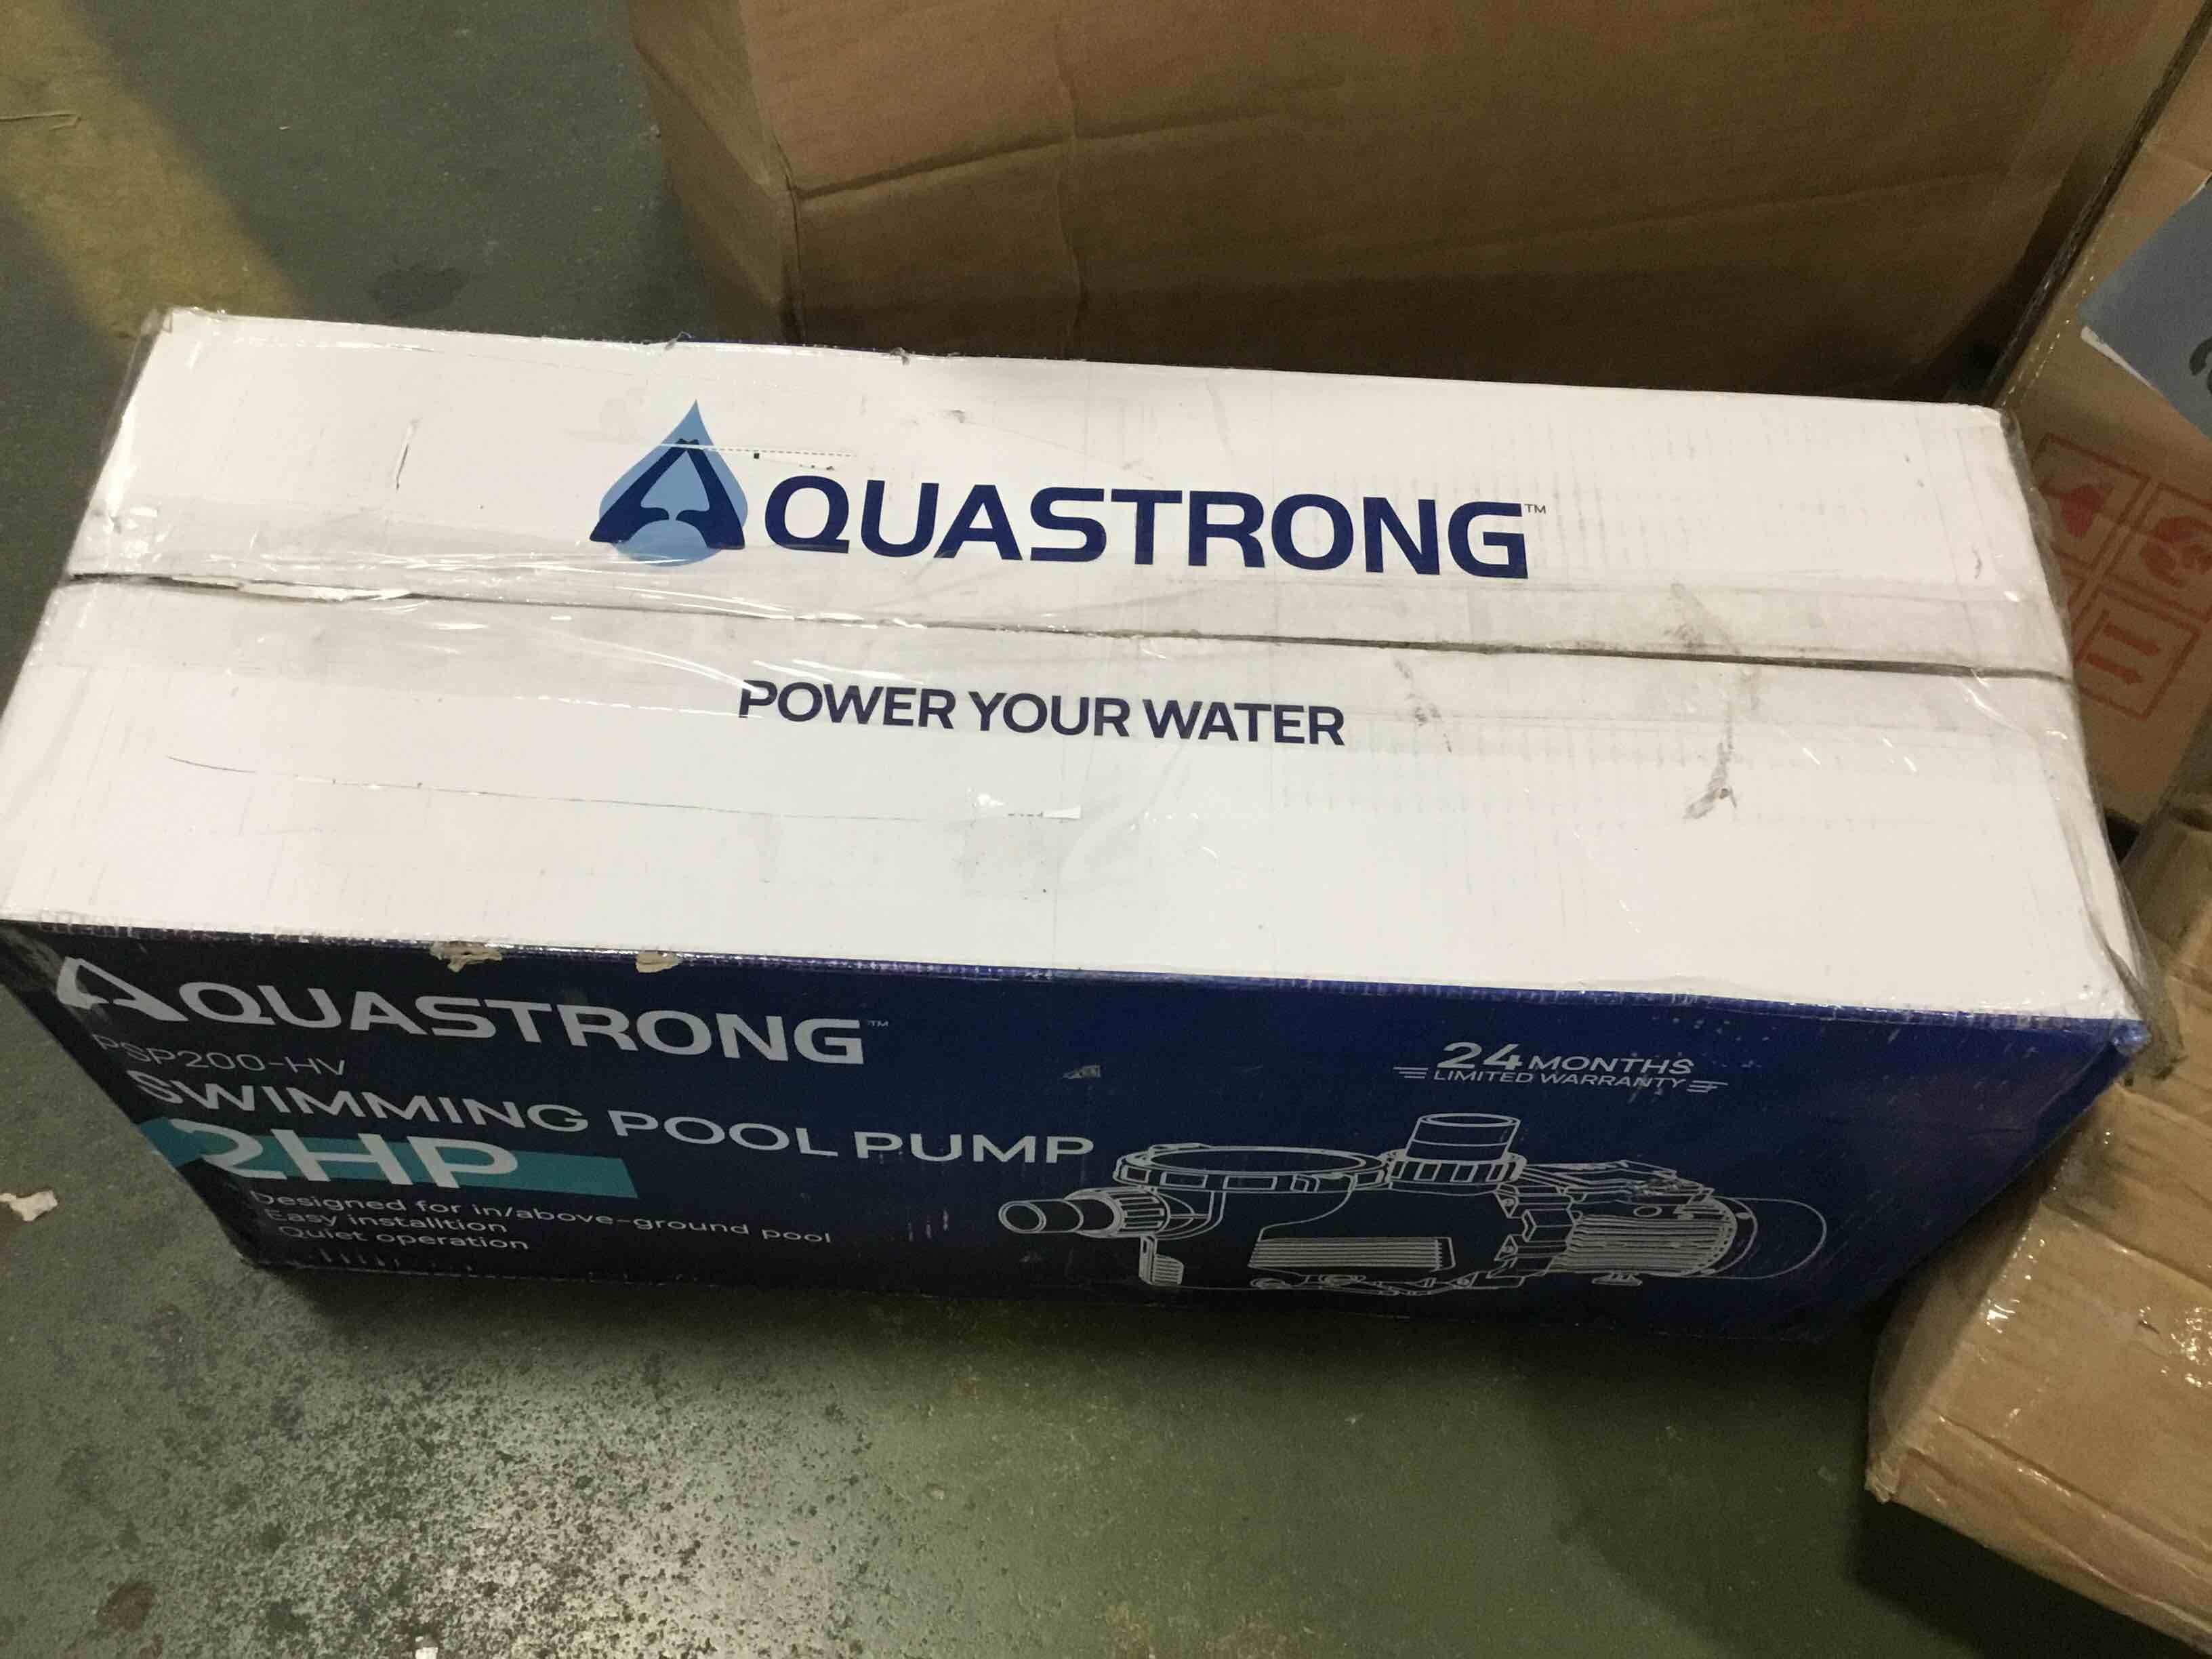 AQUASTRONG™
POWER YOUR WATER
AQUASTRONG™
PSP200-HV
SWIMMING POOL PUMP
2HP
Designed for in/above-ground pool
Easy installtion
Quiet operation
24 MONTHS
LIMITED WARRANTY